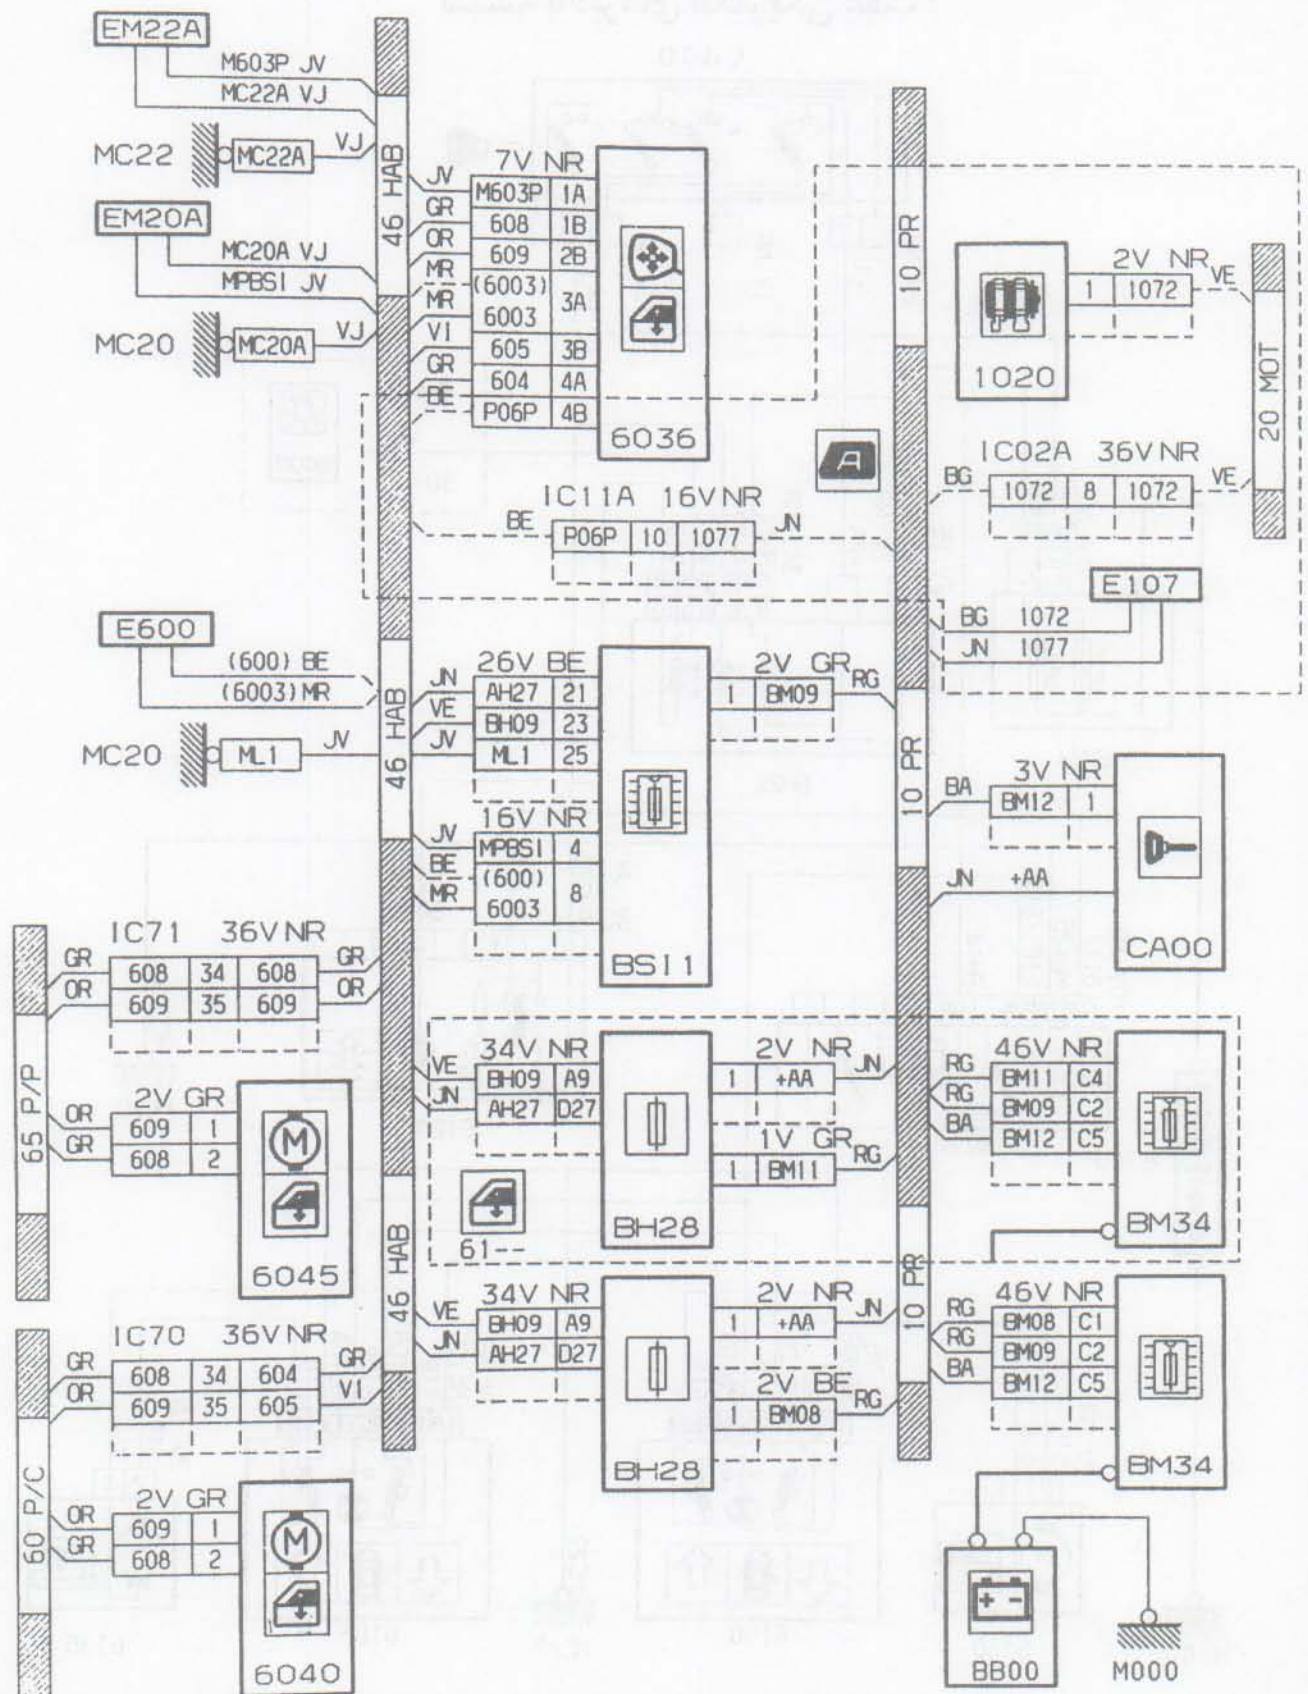 EM22A
M603P JV
MC22A VJ
MC22 MC22A VJ
EM20A
MC20A VJ
MPBS1 JV
MC20 MC20A VJ
46 HAB
7V NR
JV M603P 1A
GR 608 1B
OR 609 2B
MR (6003) 3A
MR 6003
VI 605 3B
GR 604 4A
BE P06P 4B
6036
10 PR
2V NR
1 1072 VE
1020
20 MOT
A
IC02A 36V NR
BG 1072 8 1072 VE
IC11A 16V NR
BE P06P 10 1077 JN
E107
BG 1072
JN 1077
E600
(600) BE
(6003) MR
MC20 ML1 JV
46 HAB
26V BE
JN AH27 21
VE BH09 23
JV ML1 25
16V NR
JV MPBS1 4
BE (600) 8
MR 6003
BSI1
2V GR
1 BM09 RG
10 PR
3V NR
BA BM12 1
JN +AA
CA00
IC71 36V NR
GR 608 34 608 GR
OR 609 35 609 OR
65 P/P
2V GR
OR 609 1
GR 608 2
M
6045
34V NR
VE BH09 A9
JN AH27 D27
61--
BH28
2V NR
1 +AA JN
1V GR
1 BM11 RG
46V NR
RG BM11 C4
RG BM09 C2
BA BM12 C5
BM34
46 HAB
10 PR
34V NR
VE BH09 A9
JN AH27 D27
BH28
2V NR
1 +AA JN
2V BE
1 BM08 RG
46V NR
RG BM08 C1
RG BM09 C2
BA BM12 C5
BM34
IC70 36V NR
GR 608 34 604 GR
OR 609 35 605 VI
60 P/C
2V GR
OR 609 1
GR 608 2
M
6040
+ -
BB00
M000